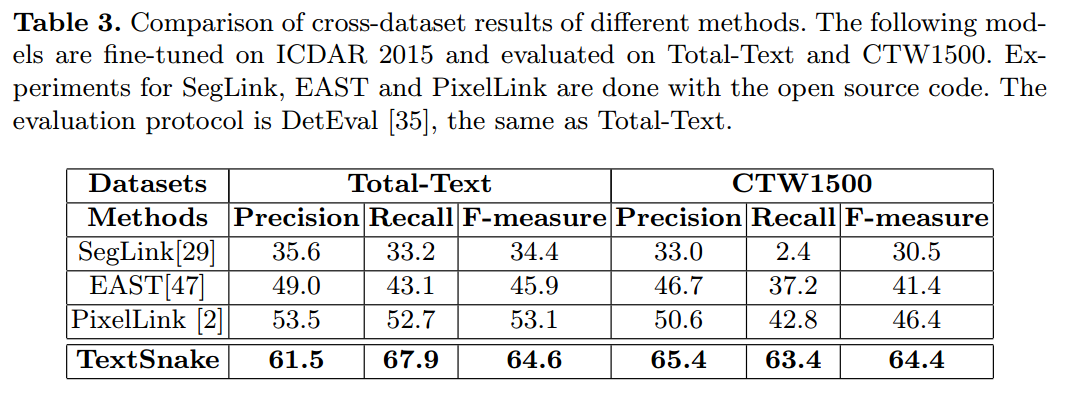 Table 3. Comparison of cross-dataset results of different methods. The following mod-
els are fine-tuned on ICDAR 2015 and evaluated on Total-Text and CTW1500. Ex-
periments for SegLink, EAST and PixelLink are done with the open source code. The
evaluation protocol is DetEval [35], the same as Total-Text.
Datasets Total-Text CTW1500
Methods Precision Recall F-measure Precision Recall F-measure
SegLink[29] 35.6 33.2 34.4 33.0 2.4 30.5
EAST[47] 49.0 43.1 45.9 46.7 37.2 41.4
PixelLink [2] 53.5 52.7 53.1 50.6 42.8 46.4
TextSnake 61.5 67.9 64.6 65.4 63.4 64.4